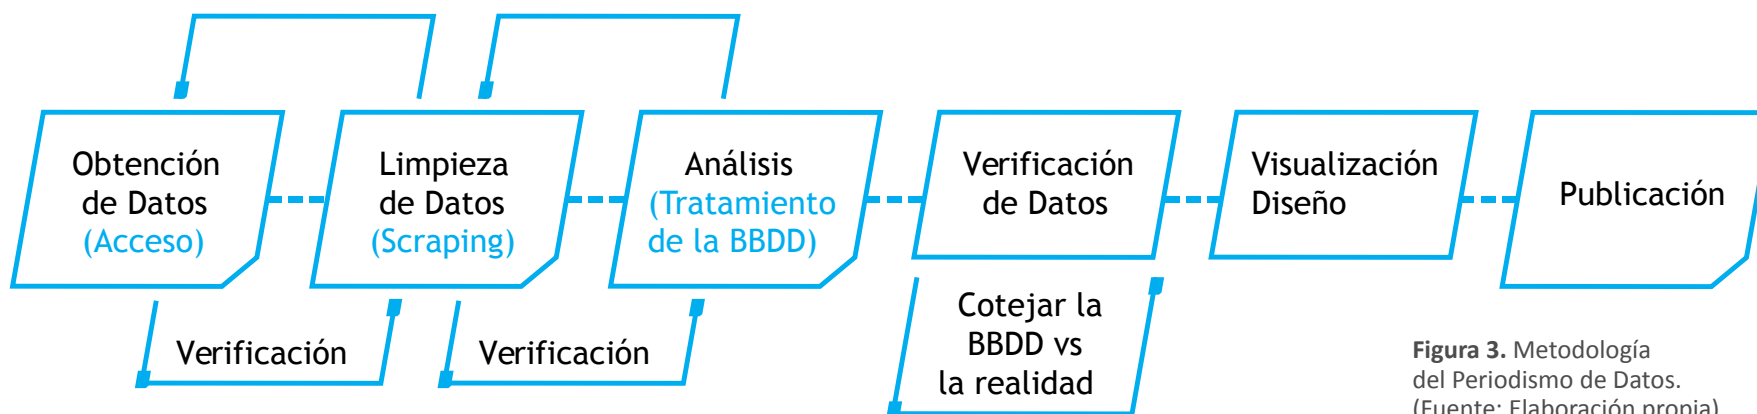 Obtención
de Datos
(Acceso)
Limpieza
de Datos
(Scraping)
Análisis
(Tratamiento
de la BBDD)
Verificación
de Datos
Visualización
Diseño
Publicación
Verificación
Verificación
Cotejar la
BBDD vs
la realidad
Figura 3. Metodología
del Periodismo de Datos.
(Fuente: Elaboración propia)